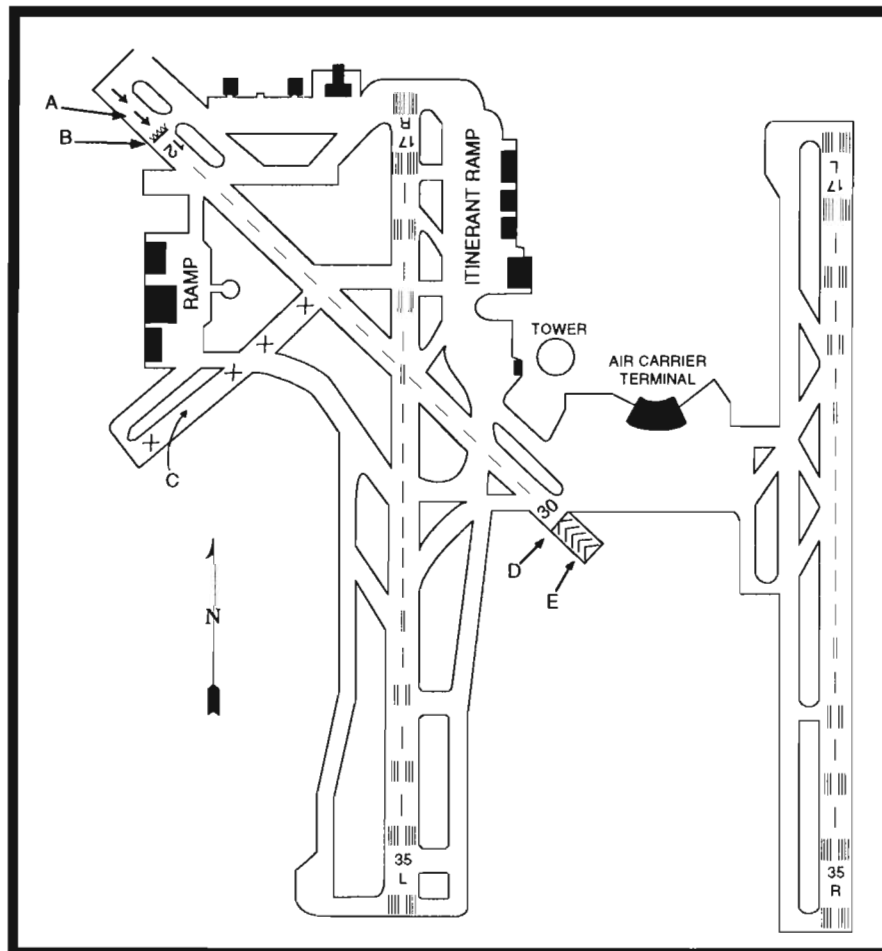 A
B
12
R
17
L
17
ITINERANT RAMP
RAMP
TOWER
AIR CARRIER
TERMINAL
C
30
D
E
N
35
L
35
R